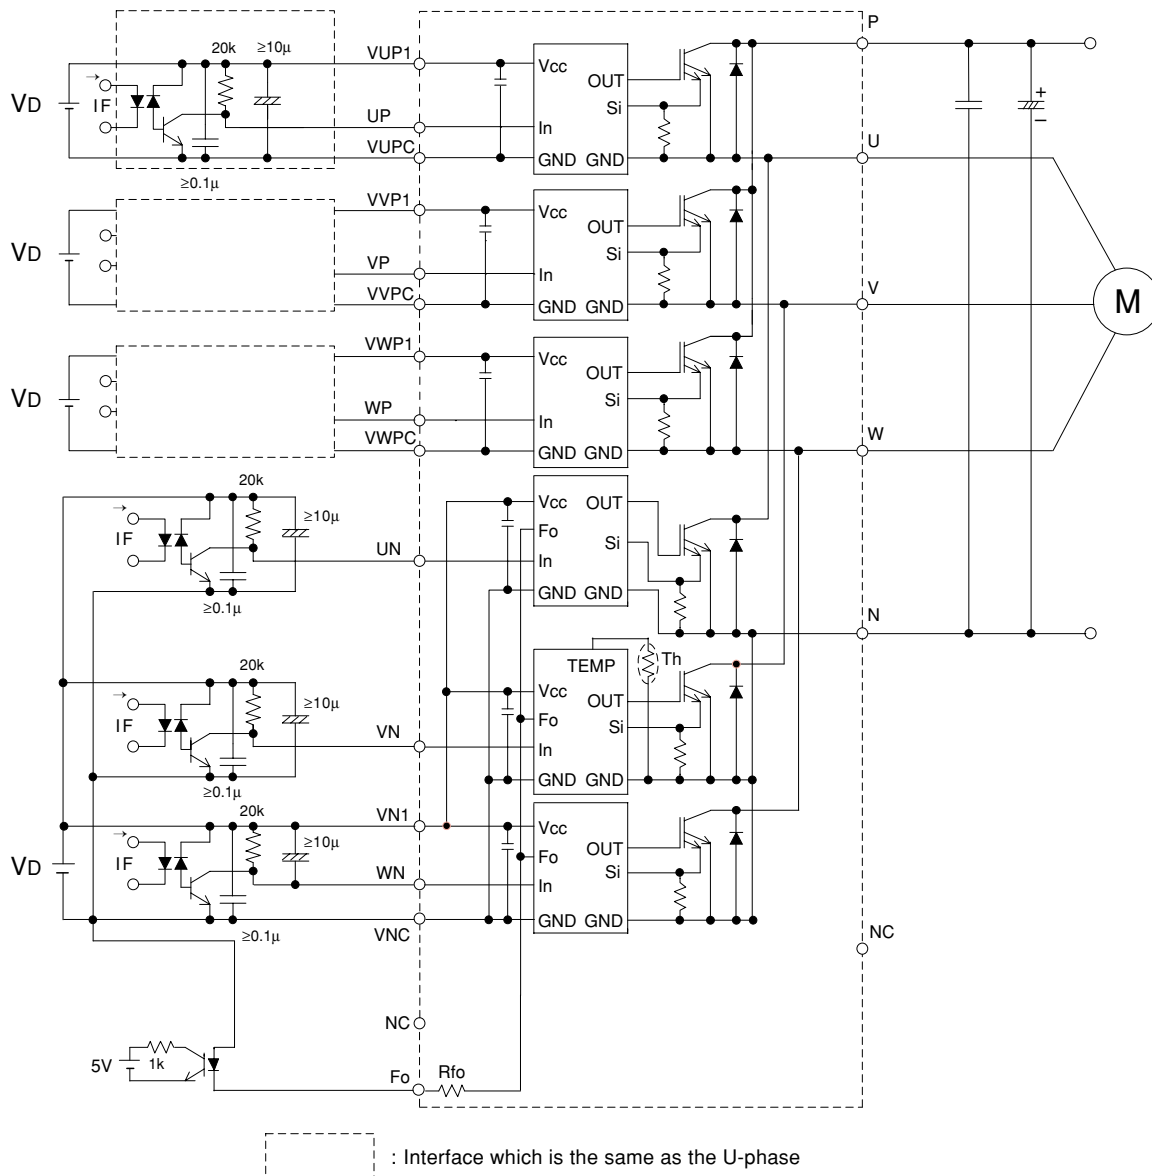 P
20k
≥10μ
VUP1
Vcc
OUT
VD
IF
Si
UP
In
VUPC
GND GND
U
≥0.1μ
VVP1
Vcc
OUT
VD
Si
VP
In
VVPC
GND GND
V
M
VWP1
Vcc
OUT
VD
Si
WP
In
VWPC
GND GND
W
20k
≥10μ
Vcc
OUT
IF
Fo
Si
UN
In
GND GND
≥0.1μ
N
TEMP
Th
20k
≥10μ
Vcc
OUT
IF
Fo
Si
VN
In
GND GND
≥0.1μ
20k
VN1
Vcc
≥10μ
OUT
IF
Fo
Si
VD
WN
In
GND GND
VNC
≥0.1μ
NC
NC
5V
1k
Fo
Rfo
+
–
: Interface which is the same as the U-phase